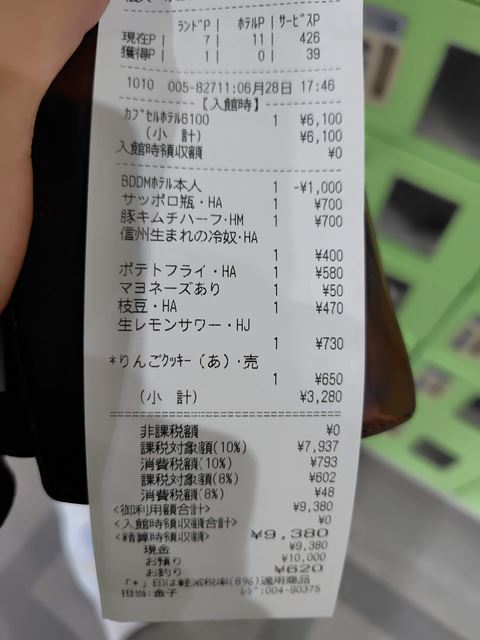 ランドP｜ ホテルP｜サービスP
現在P｜ 7｜ 11｜ 426
獲得P｜ 1｜ 0｜ 39
1010 005-82711:06月28日 17:46
【入館時】
カプセルホテル6100 1 ¥6,100
(小 計) ¥6,100
入館時領収額 ¥0
BDDMホテル本人 1 -¥1,000
サッポロ瓶・HA 1 ¥700
豚キムチハーフ・HM 1 ¥700
信州生まれの冷奴・HA
1 ¥400
ポテトフライ・HA 1 ¥580
マヨネーズあり 1 ¥50
枝豆・HA 1 ¥470
生レモンサワー・HJ
1 ¥730
*りんごクッキー(あ)・売
1 ¥650
(小 計) ¥3,280
非課税額 ¥0
課税対象額(10%) ¥7,937
消費税額(10%) ¥793
課税対象額(8%) ¥602
消費税額(8%) ¥48
<御利用額合計> ¥9,380
<入館時領収額合計> ¥0
<精算時領収額> ¥9,380
現金 ¥9,380
お預り ¥10,000
お釣り ¥620
「*」印は軽減税率(8%)適用商品
担当:金子 レジ:004-90375